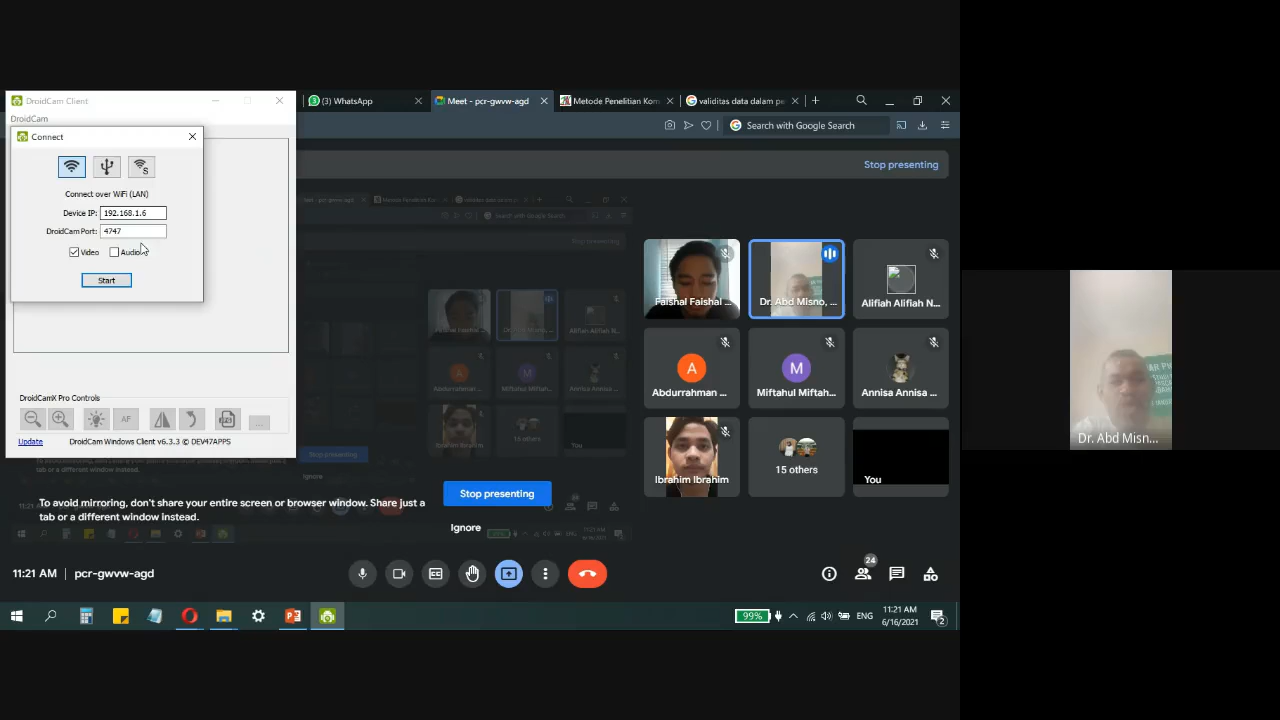 DroidCam Client
(3) WhatsApp
Meet - pcr-gwvw-agd
Metode Penelitian Kom
validitas data dalam pe
DroidCam
Connect
Search with Google Search
S
Connect over WiFi (LAN)
Device IP: 192.168.1.6
DroidCam Port: 4747
Video
Audio
Start
Stop presenting
Faishal Faishal ...
Dr. Abd Misno, ...
Alifiah Alifiah N...
A
M
Abdurrahman ...
Miftahul Miftah...
Annisa Annisa ...
Ibrahim Ibrahim
15 others
You
DroidCamX Pro Controls
AF
...
Update
DroidCam Windows Client v6.3.3 © DEV47APPS
To avoid mirroring, don't share your entire screen or browser window. Share just a
tab or a different window instead.
Stop presenting
Ignore
11:21 AM | pcr-gwvw-agd
24
99%
ENG
11:21 AM
6/16/2021
2
Dr. Abd Misn...